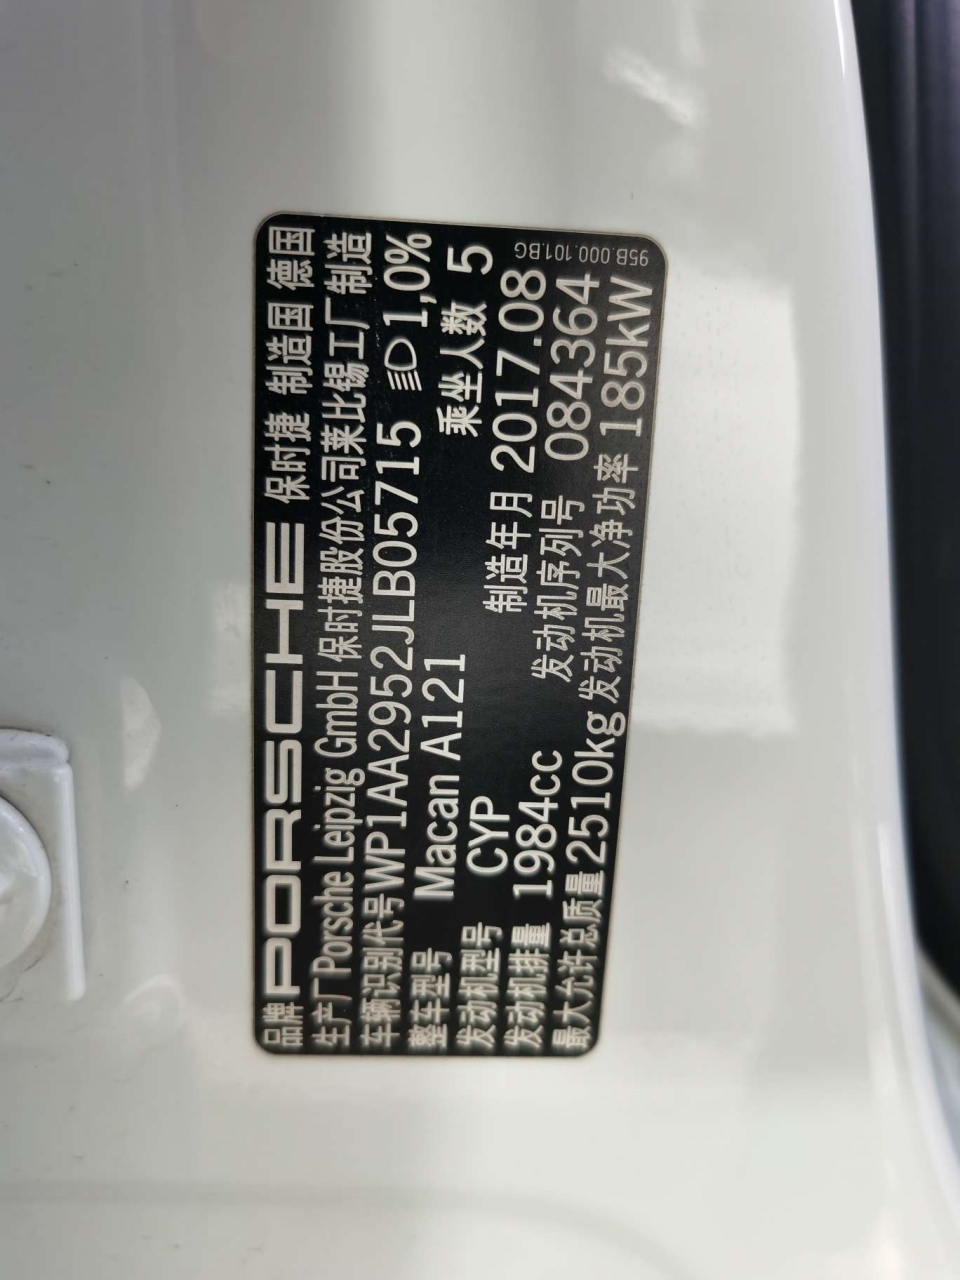 品牌 PORSCHE 保时捷 制造国 德国
生产厂 Porsche Leipzig GmbH 保时捷股份公司莱比锡工厂制造
车辆识别代号 WP1AA2952JLB05715 1,0%
整车型号 Macan A121 乘坐人数 5
发动机型号 CYP 制造年月 2017.08
发动机排量 1984cc 发动机序列号 084364
最大允许总质量 2510kg 发动机最大净功率 185kW
95B.000.101.BG